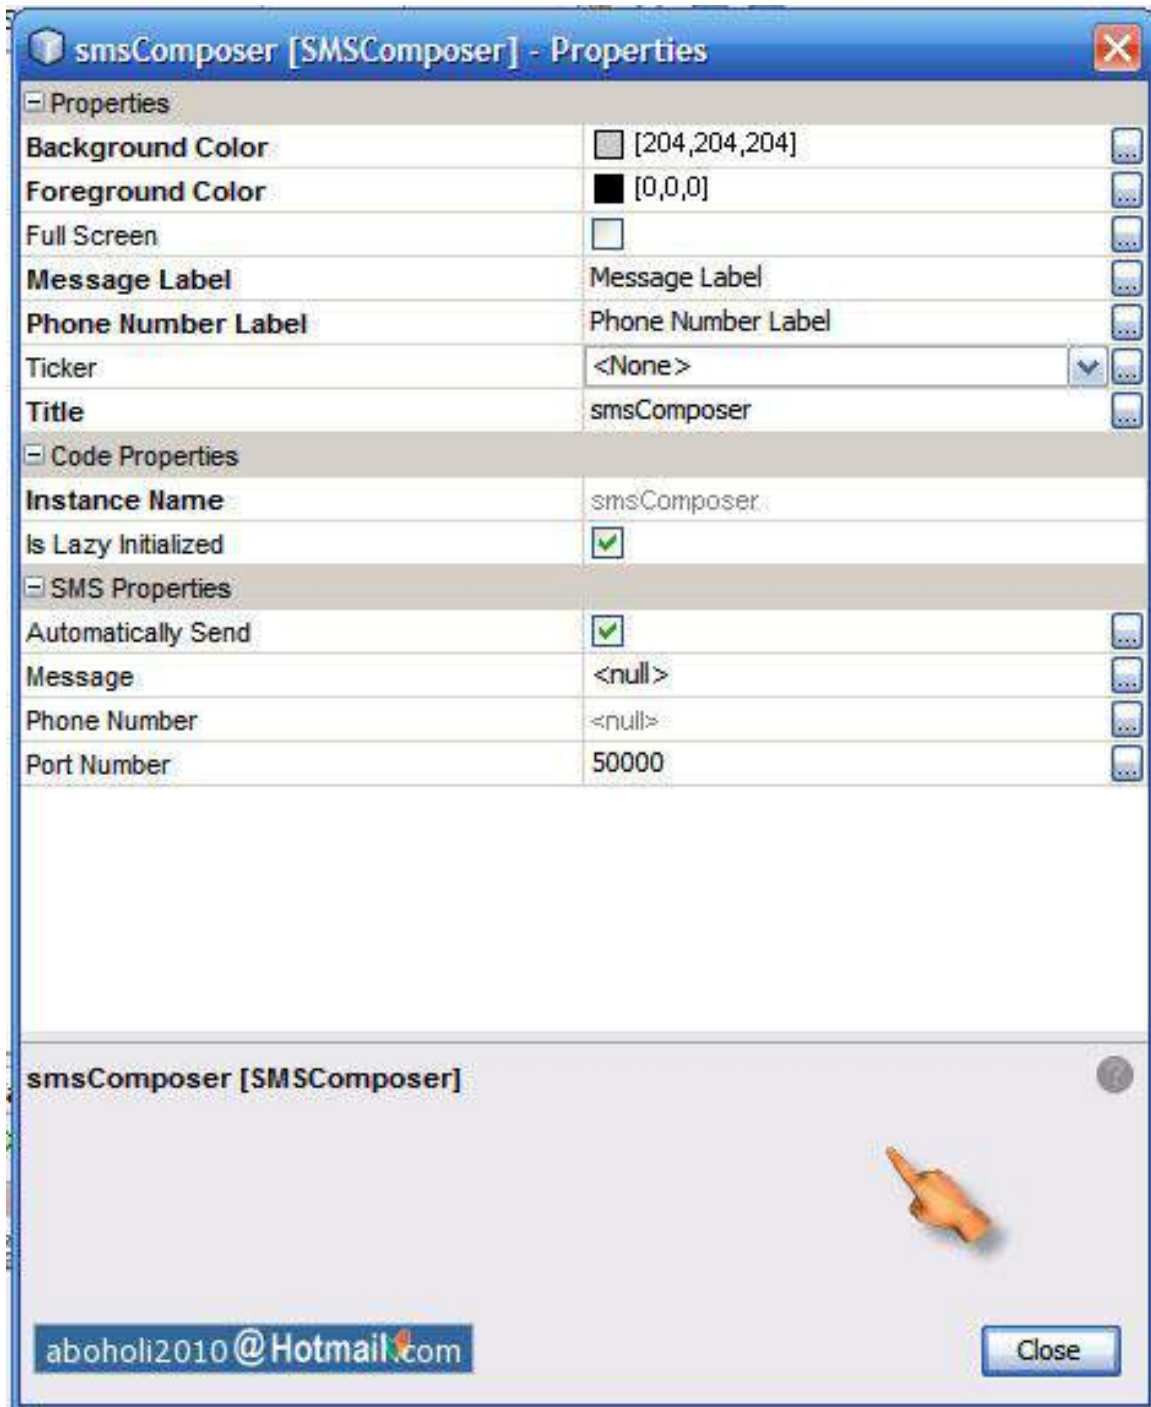 smsComposer [SMSComposer] - Properties
Properties
Background Color [204,204,204] ...
Foreground Color [0,0,0] ...
Full Screen ...
Message Label Message Label ...
Phone Number Label Phone Number Label ...
Ticker <None> ...
Title smsComposer ...
Code Properties
Instance Name smsComposer
Is Lazy Initialized
SMS Properties
Automatically Send ...
Message <null> ...
Phone Number <null> ...
Port Number 50000 ...
smsComposer [SMSComposer] ?
aboholi2010@Hotmail.com
Close